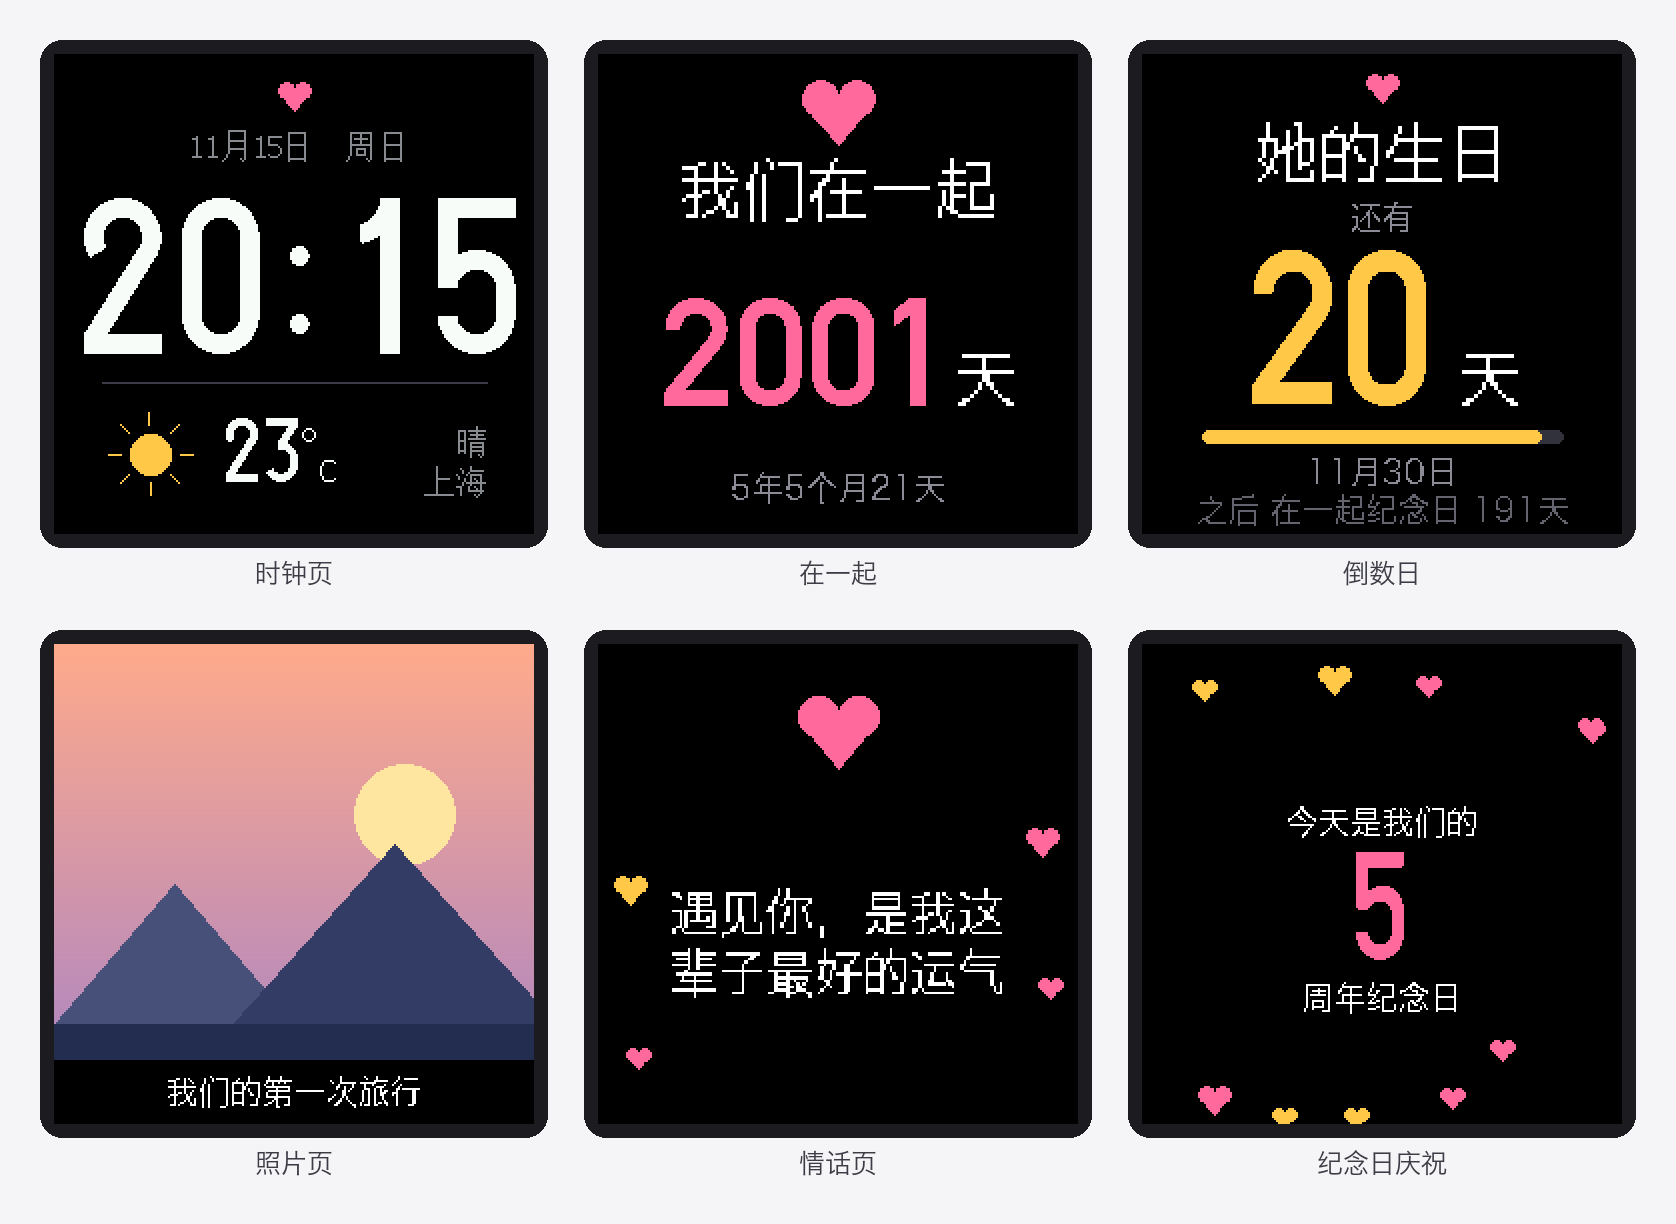 11月15日 周日
20:15
23°C
晴
上海
时钟页
我们在一起
2001 天
5年5个月21天
在一起
她的生日
还有
20 天
11月30日
之后 在一起纪念日 191天
倒数日
我们的第一次旅行
照片页
遇见你，是我这
辈子最好的运气
情话页
今天是我们的
5
周年纪念日
纪念日庆祝